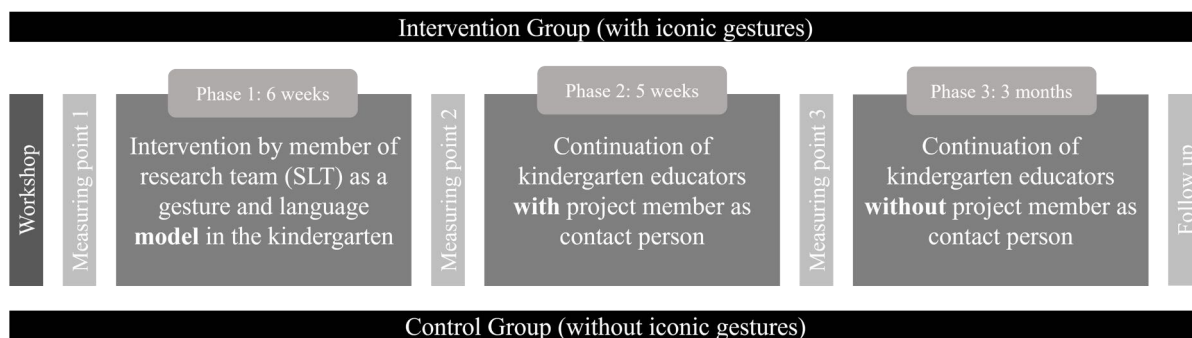 Intervention Group (with iconic gestures)
Workshop
Measuring point 1
Phase 1: 6 weeks
Intervention by member of
research team (SLT) as a
gesture and language
model in the kindergarten
Measuring point 2
Phase 2: 5 weeks
Continuation of
kindergarten educators
with project member as
contact person
Measuring point 3
Phase 3: 3 months
Continuation of
kindergarten educators
without project member as
contact person
Follow up
Control Group (without iconic gestures)